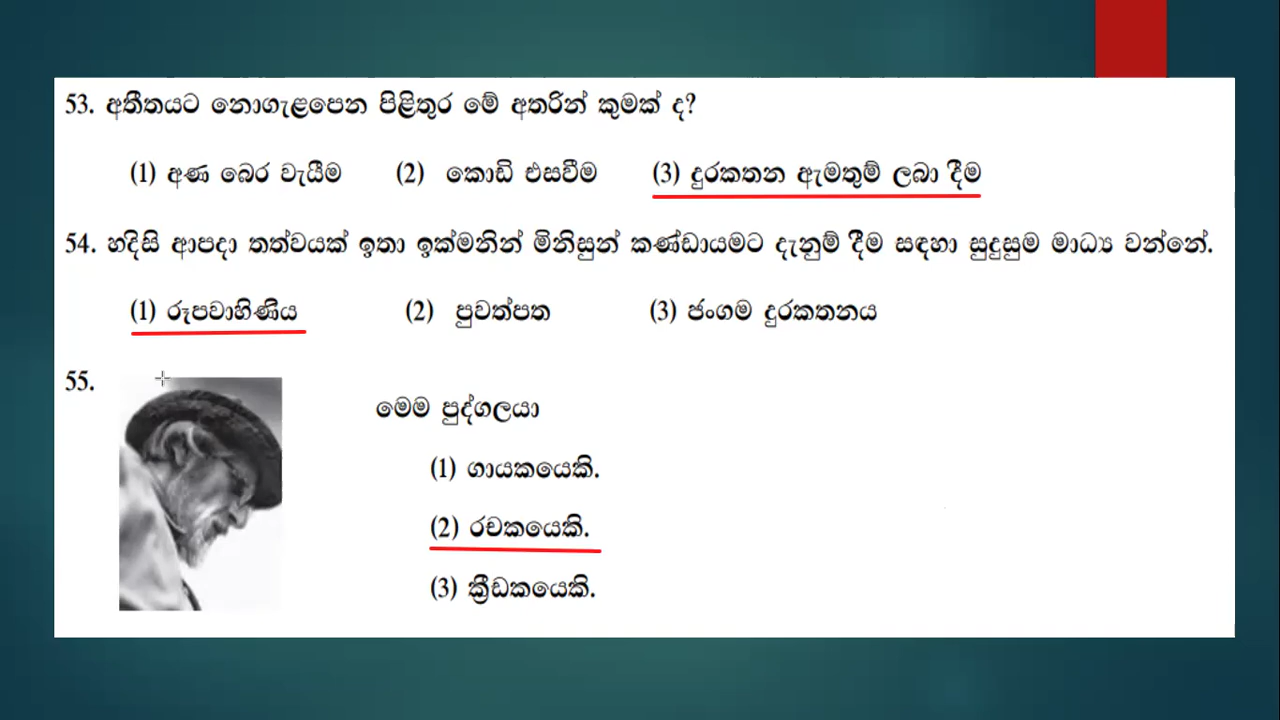 53. අතීතයට නොගැළපෙන පිළිතුර මේ අතරින් කුමක් ද?
(1) අණ බෙර වැයීම (2) කොඩි එසවීම (3) දුරකතන ඇමතුම් ලබා දීම
54. හදිසි ආපදා තත්වයක් ඉතා ඉක්මනින් මිනිසුන් කණ්ඩායමට දැනුම් දීම සඳහා සුදුසුම මාධ්‍ය වන්නේ.
(1) රූපවාහිණිය (2) පුවත්පත (3) ජංගම දුරකතනය
55.
මෙම පුද්ගලයා
(1) ගායකයෙකි.
(2) රචකයෙකි.
(3) ක්‍රීඩකයෙකි.